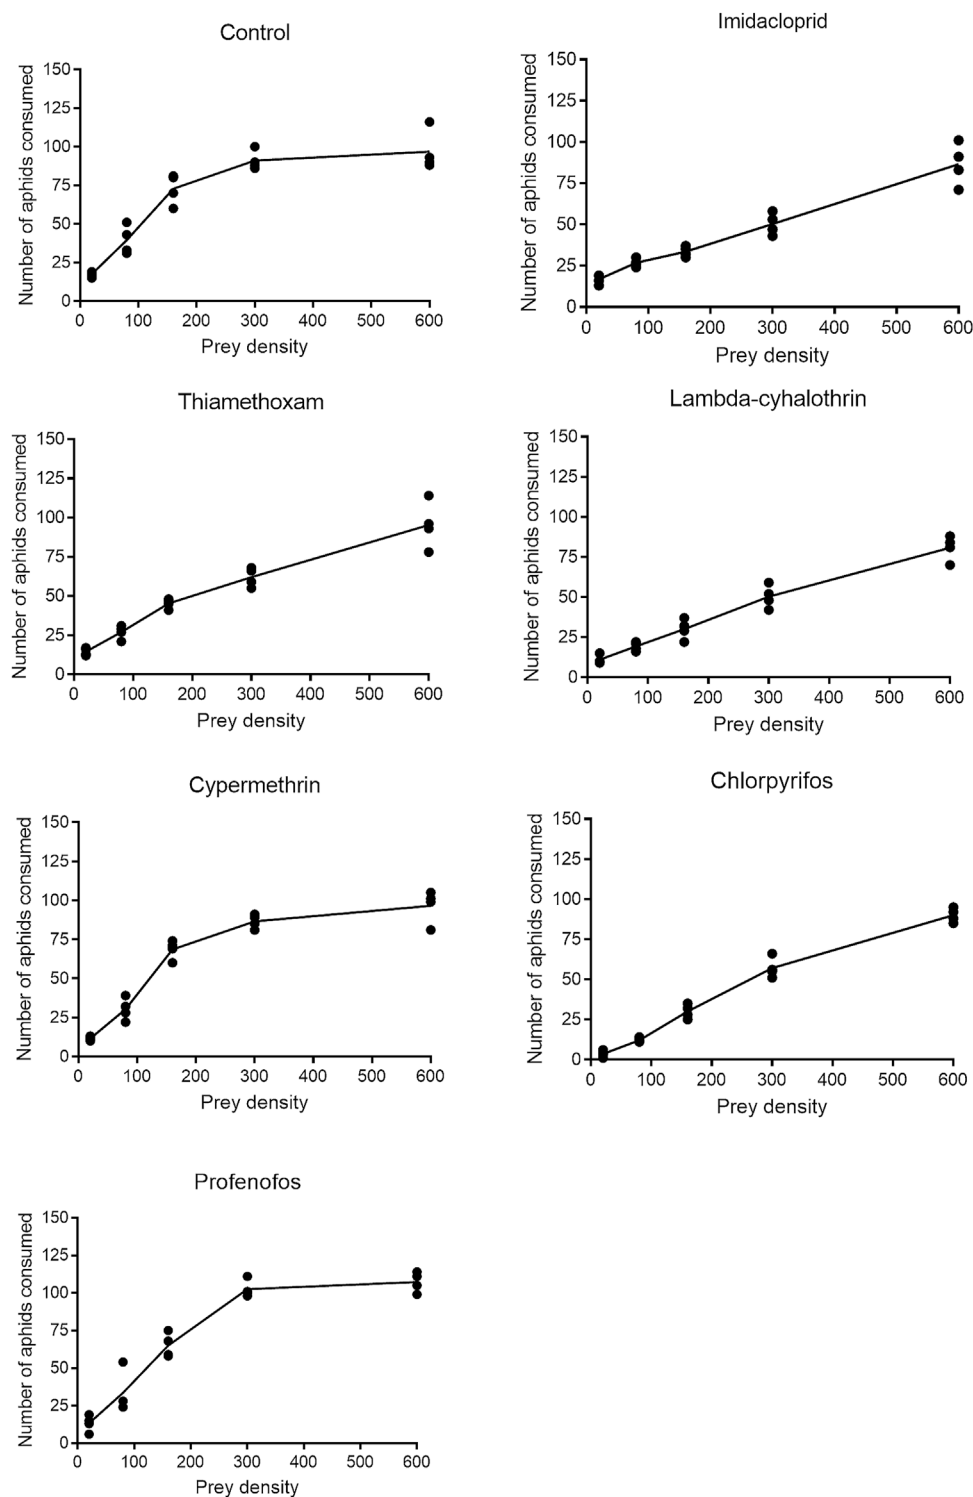 Control
Number of aphids consumed
150
125
100
75
50
25
0
0 100 200 300 400 500 600
Prey density
Imidacloprid
Number of aphids consumed
150
125
100
75
50
25
0
0 100 200 300 400 500 600
Prey density
Thiamethoxam
Number of aphids consumed
150
125
100
75
50
25
0
0 100 200 300 400 500 600
Prey density
Lambda-cyhalothrin
Number of aphids consumed
150
125
100
75
50
25
0
0 100 200 300 400 500 600
Prey density
Cypermethrin
Number of aphids consumed
150
125
100
75
50
25
0
0 100 200 300 400 500 600
Prey density
Chlorpyrifos
Number of aphids consumed
150
125
100
75
50
25
0
0 100 200 300 400 500 600
Prey density
Profenofos
Number of aphids consumed
150
125
100
75
50
25
0
0 100 200 300 400 500 600
Prey density